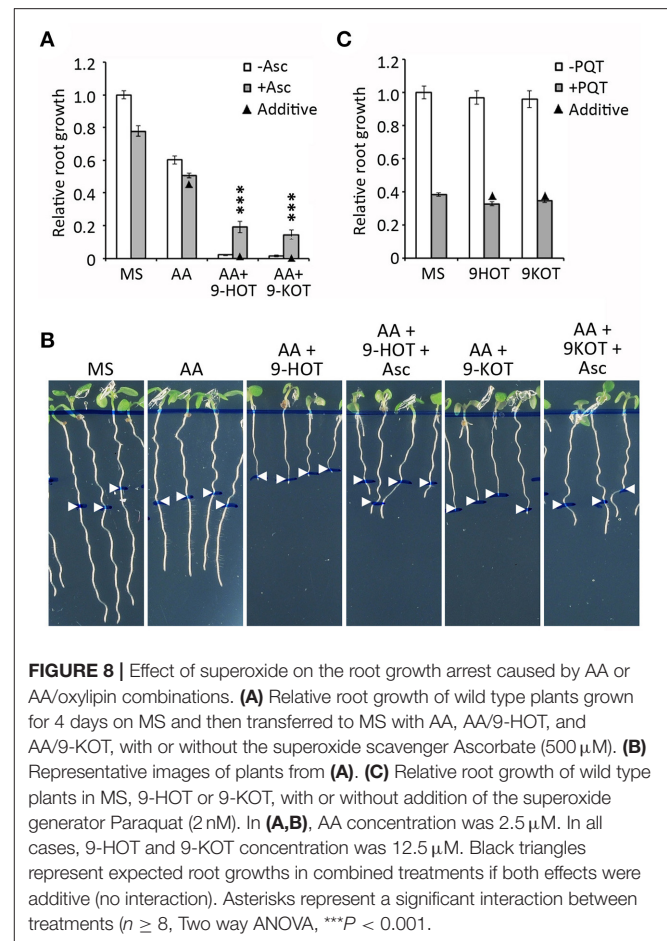 A
Relative root growth
1.2
1.0
0.8
0.6
0.4
0.2
0
-Asc
+Asc
Additive
***
***
MS
AA
AA+
9-HOT
AA+
9-KOT
C
Relative root growth
1.2
1.0
0.8
0.6
0.4
0.2
0
-PQT
+PQT
Additive
MS
9HOT
9KOT
B
MS
AA
AA +
9-HOT
AA +
9-HOT +
Asc
AA +
9-KOT
AA +
9KOT +
Asc
FIGURE 8 | Effect of superoxide on the root growth arrest caused by AA or
AA/oxylipin combinations. (A) Relative root growth of wild type plants grown
for 4 days on MS and then transferred to MS with AA, AA/9-HOT, and
AA/9-KOT, with or without the superoxide scavenger Ascorbate (500 μM). (B)
Representative images of plants from (A). (C) Relative root growth of wild type
plants in MS, 9-HOT or 9-KOT, with or without addition of the superoxide
generator Paraquat (2 nM). In (A,B), AA concentration was 2.5 μM. In all
cases, 9-HOT and 9-KOT concentration was 12.5 μM. Black triangles
represent expected root growths in combined treatments if both effects were
additive (no interaction). Asterisks represent a significant interaction between
treatments (n ≥ 8, Two way ANOVA, ***P < 0.001.